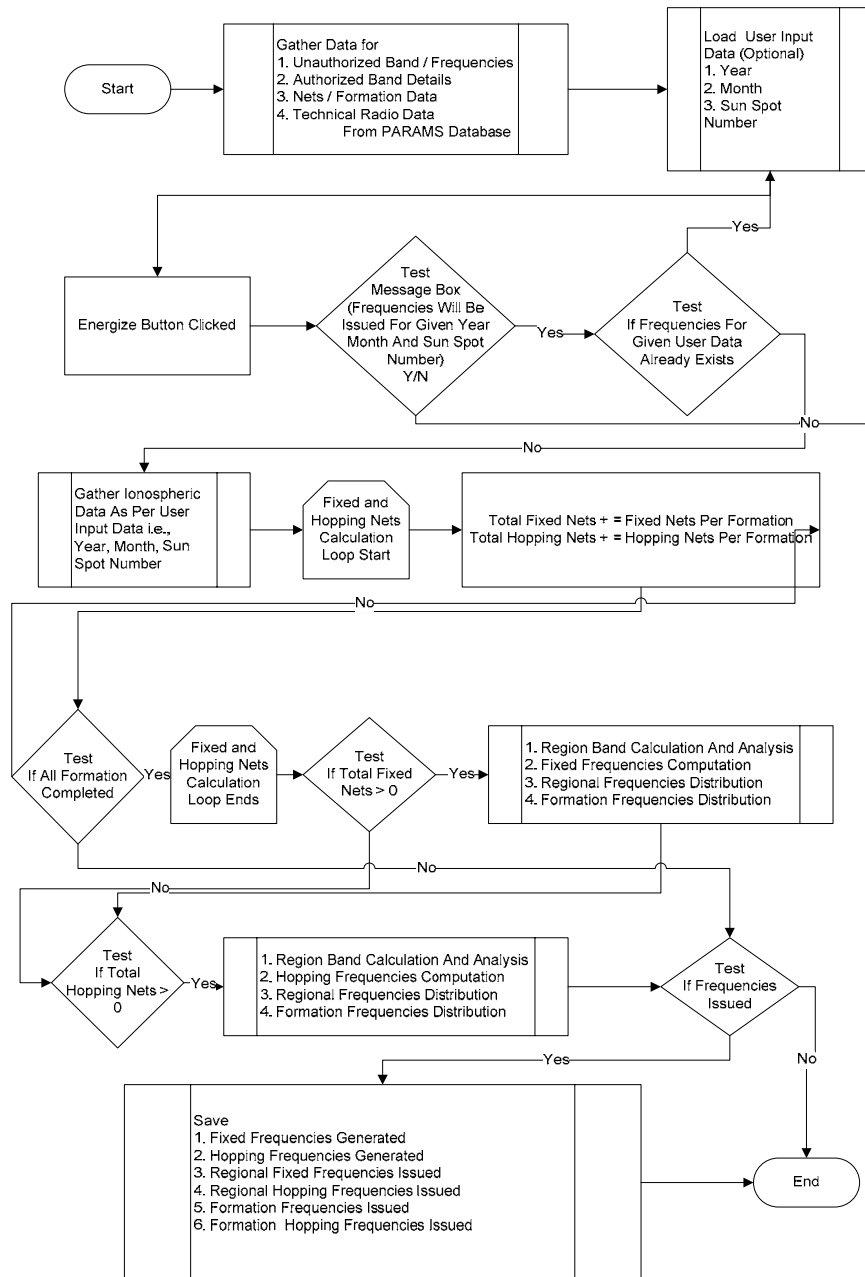 Start
Gather Data for
1. Unauthorized Band / Frequencies
2. Authorized Band Details
3. Nets / Formation Data
4. Technical Radio Data
From PARAMS Database
Load User Input
Data (Optional)
1. Year
2. Month
3. Sun Spot
Number
Yes
Energize Button Clicked
Test
Message Box
(Frequencies Will Be
Issued For Given Year
Month And Sun Spot
Number)
Y/N
Yes
Test
If Frequencies For
Given User Data
Already Exists
No
No
Gather Ionospheric
Data As Per User
Input Data i.e.,
Year, Month, Sun
Spot Number
Fixed and
Hopping Nets
Calculation
Loop Start
Total Fixed Nets + = Fixed Nets Per Formation
Total Hopping Nets + = Hopping Nets Per Formation
No
Test
If All Formation
Completed
Yes
Fixed and
Hopping Nets
Calculation
Loop Ends
Test
If Total Fixed
Nets > 0
Yes
1. Region Band Calculation And Analysis
2. Fixed Frequencies Computation
3. Regional Frequencies Distribution
4. Formation Frequencies Distribution
No
No
Test
If Total
Hopping Nets >
0
Yes
1. Region Band Calculation And Analysis
2. Hopping Frequencies Computation
3. Regional Frequencies Distribution
4. Formation Frequencies Distribution
Test
If Frequencies
Issued
Yes
No
Save
1. Fixed Frequencies Generated
2. Hopping Frequencies Generated
3. Regional Fixed Frequencies Issued
4. Regional Hopping Frequencies Issued
5. Formation Frequencies Issued
6. Formation Hopping Frequencies Issued
End